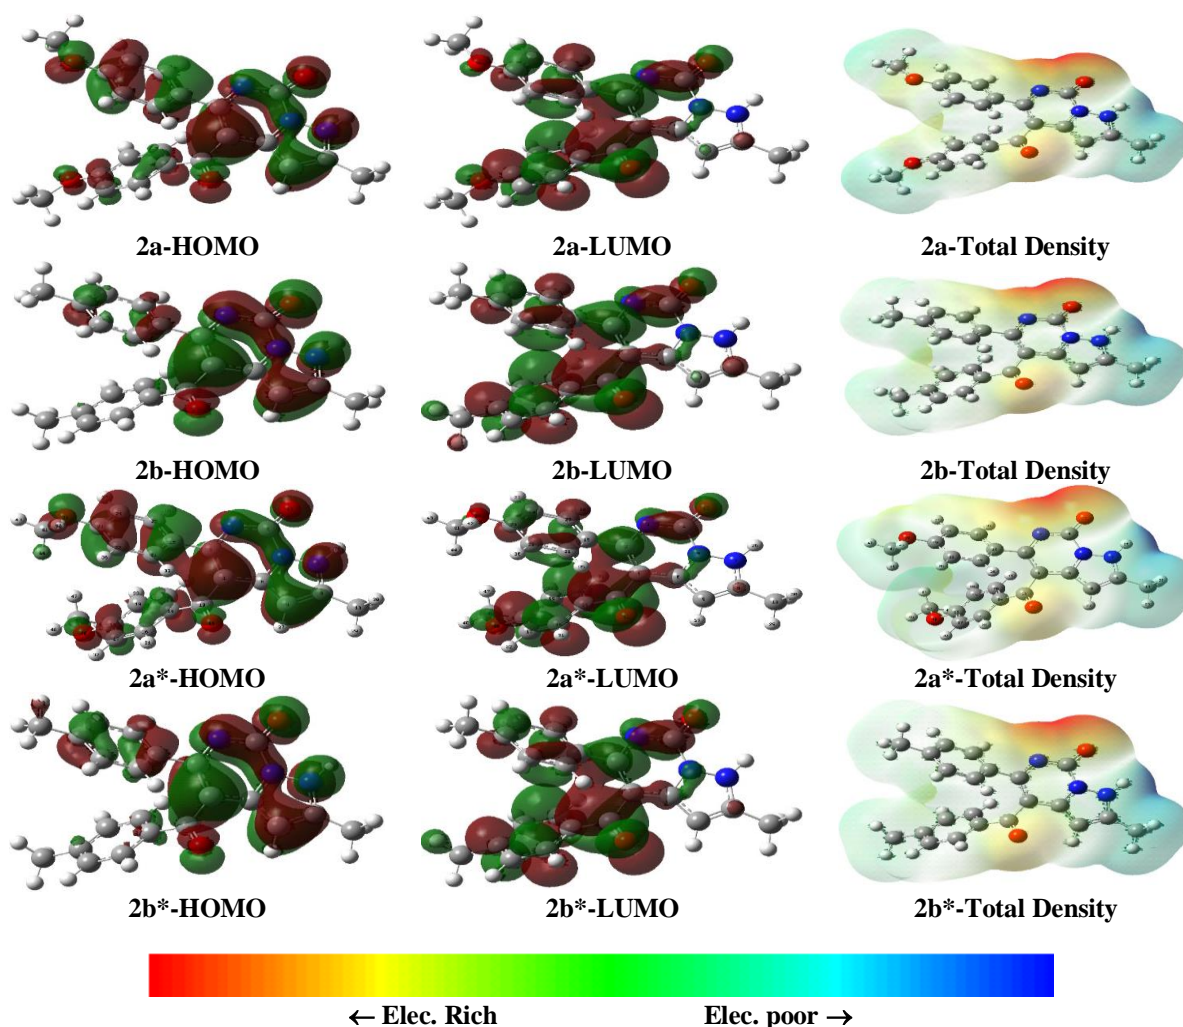 2a-HOMO 2a-LUMO 2a-Total Density
2b-HOMO 2b-LUMO 2b-Total Density
2a*-HOMO 2a*-LUMO 2a*-Total Density
2b*-HOMO 2b*-LUMO 2b*-Total Density
← Elec. Rich Elec. poor →